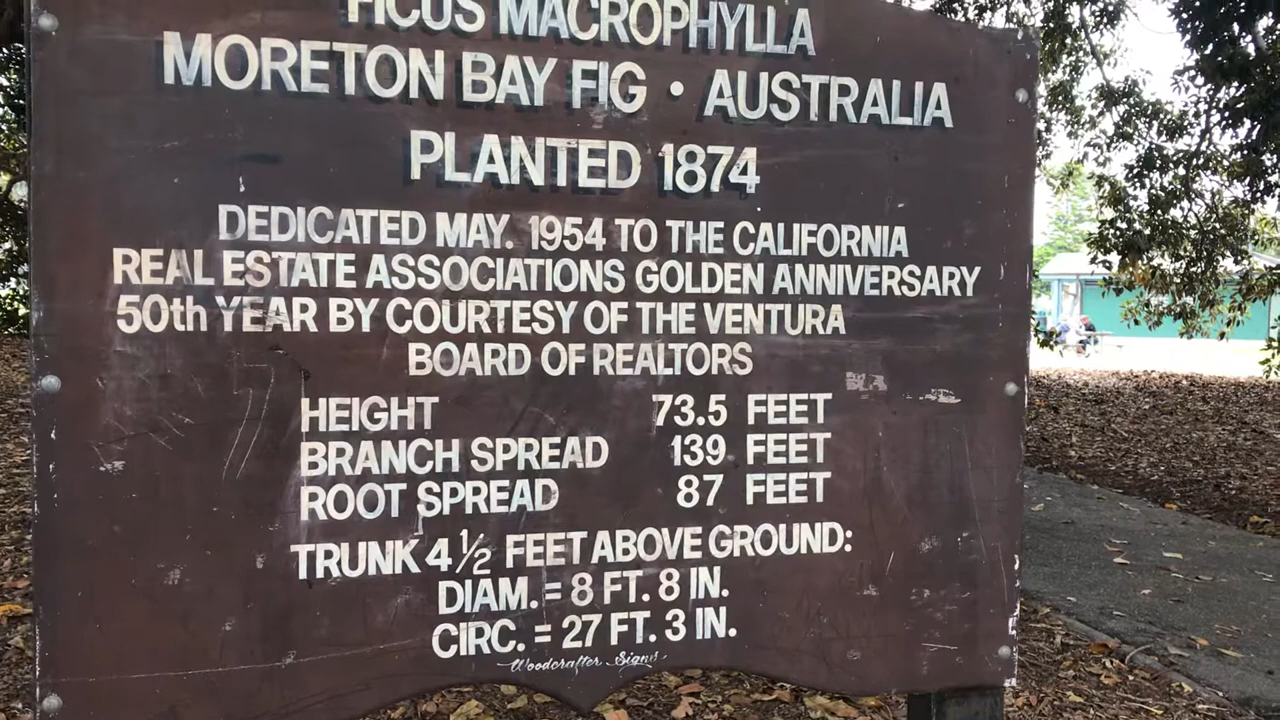 FICUS MACROPHYLLA
MORETON BAY FIG • AUSTRALIA
PLANTED 1874
DEDICATED MAY. 1954 TO THE CALIFORNIA
REAL ESTATE ASSOCIATIONS GOLDEN ANNIVERSARY
50th YEAR BY COURTESY OF THE VENTURA
BOARD OF REALTORS
HEIGHT 73.5 FEET
BRANCH SPREAD 139 FEET
ROOT SPREAD 87 FEET
TRUNK 4 1/2 FEET ABOVE GROUND:
DIAM. = 8 FT. 8 IN.
CIRC. = 27 FT. 3 IN.
Woodcrafter Signs